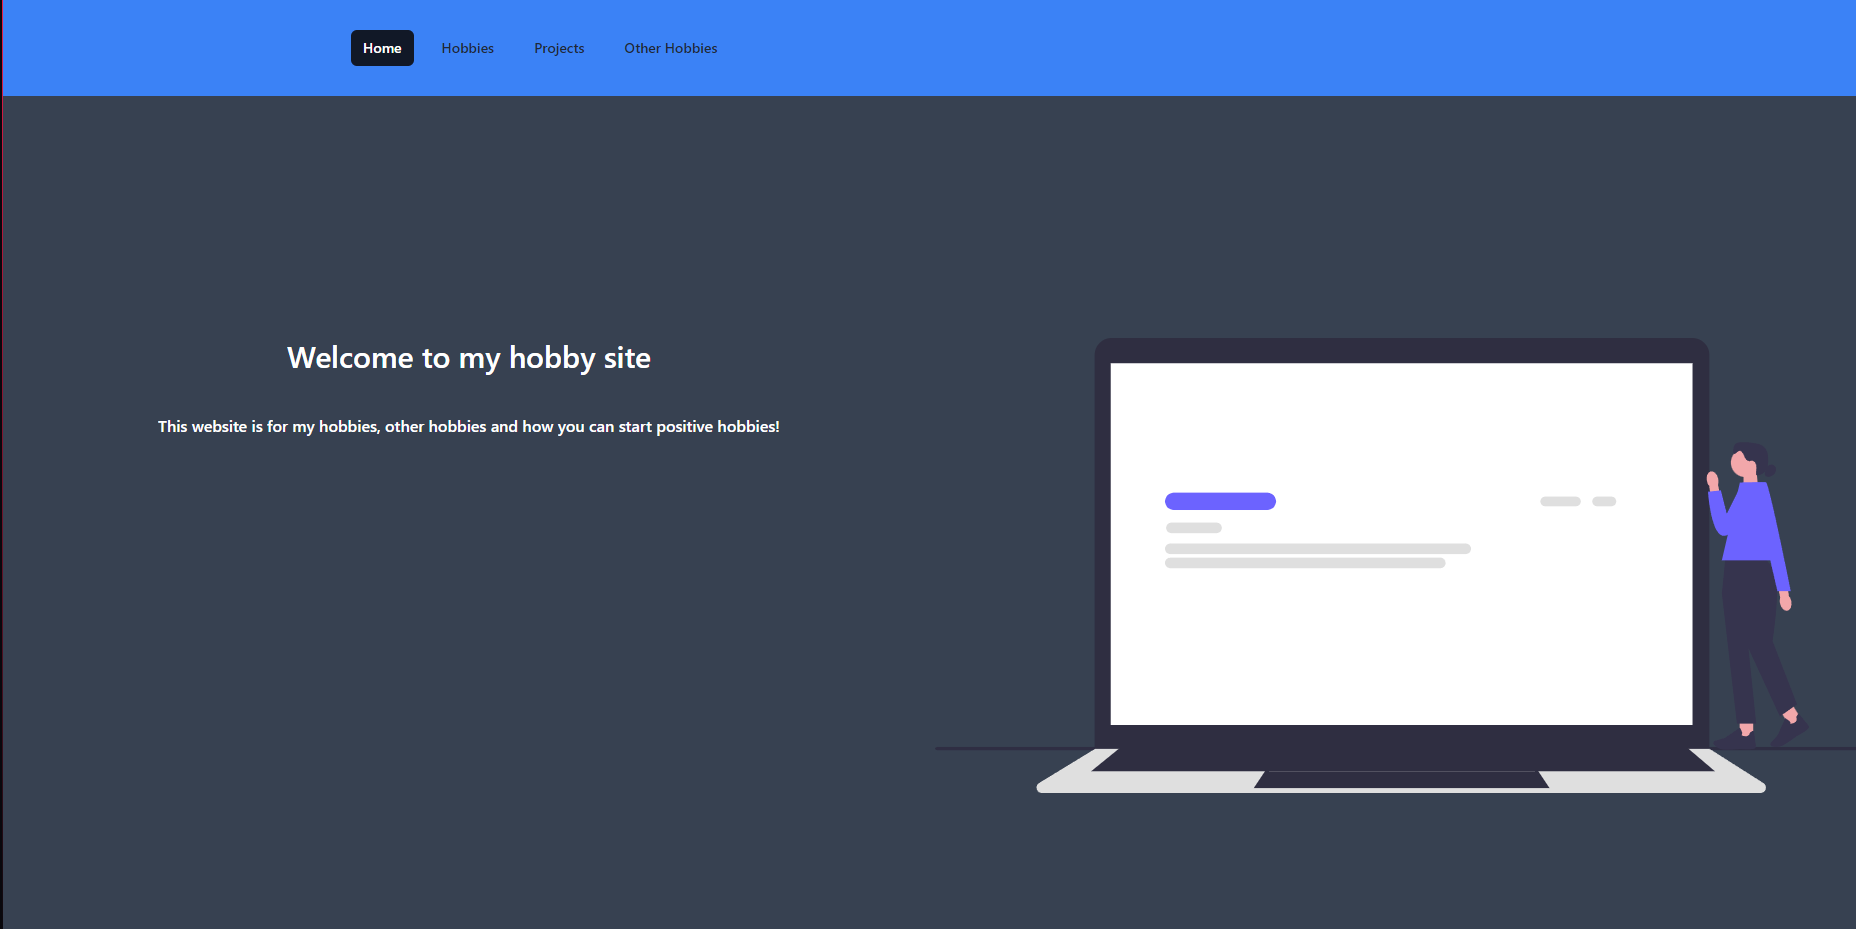 Home Hobbies Projects Other Hobbies
Welcome to my hobby site
This website is for my hobbies, other hobbies and how you can start positive hobbies!